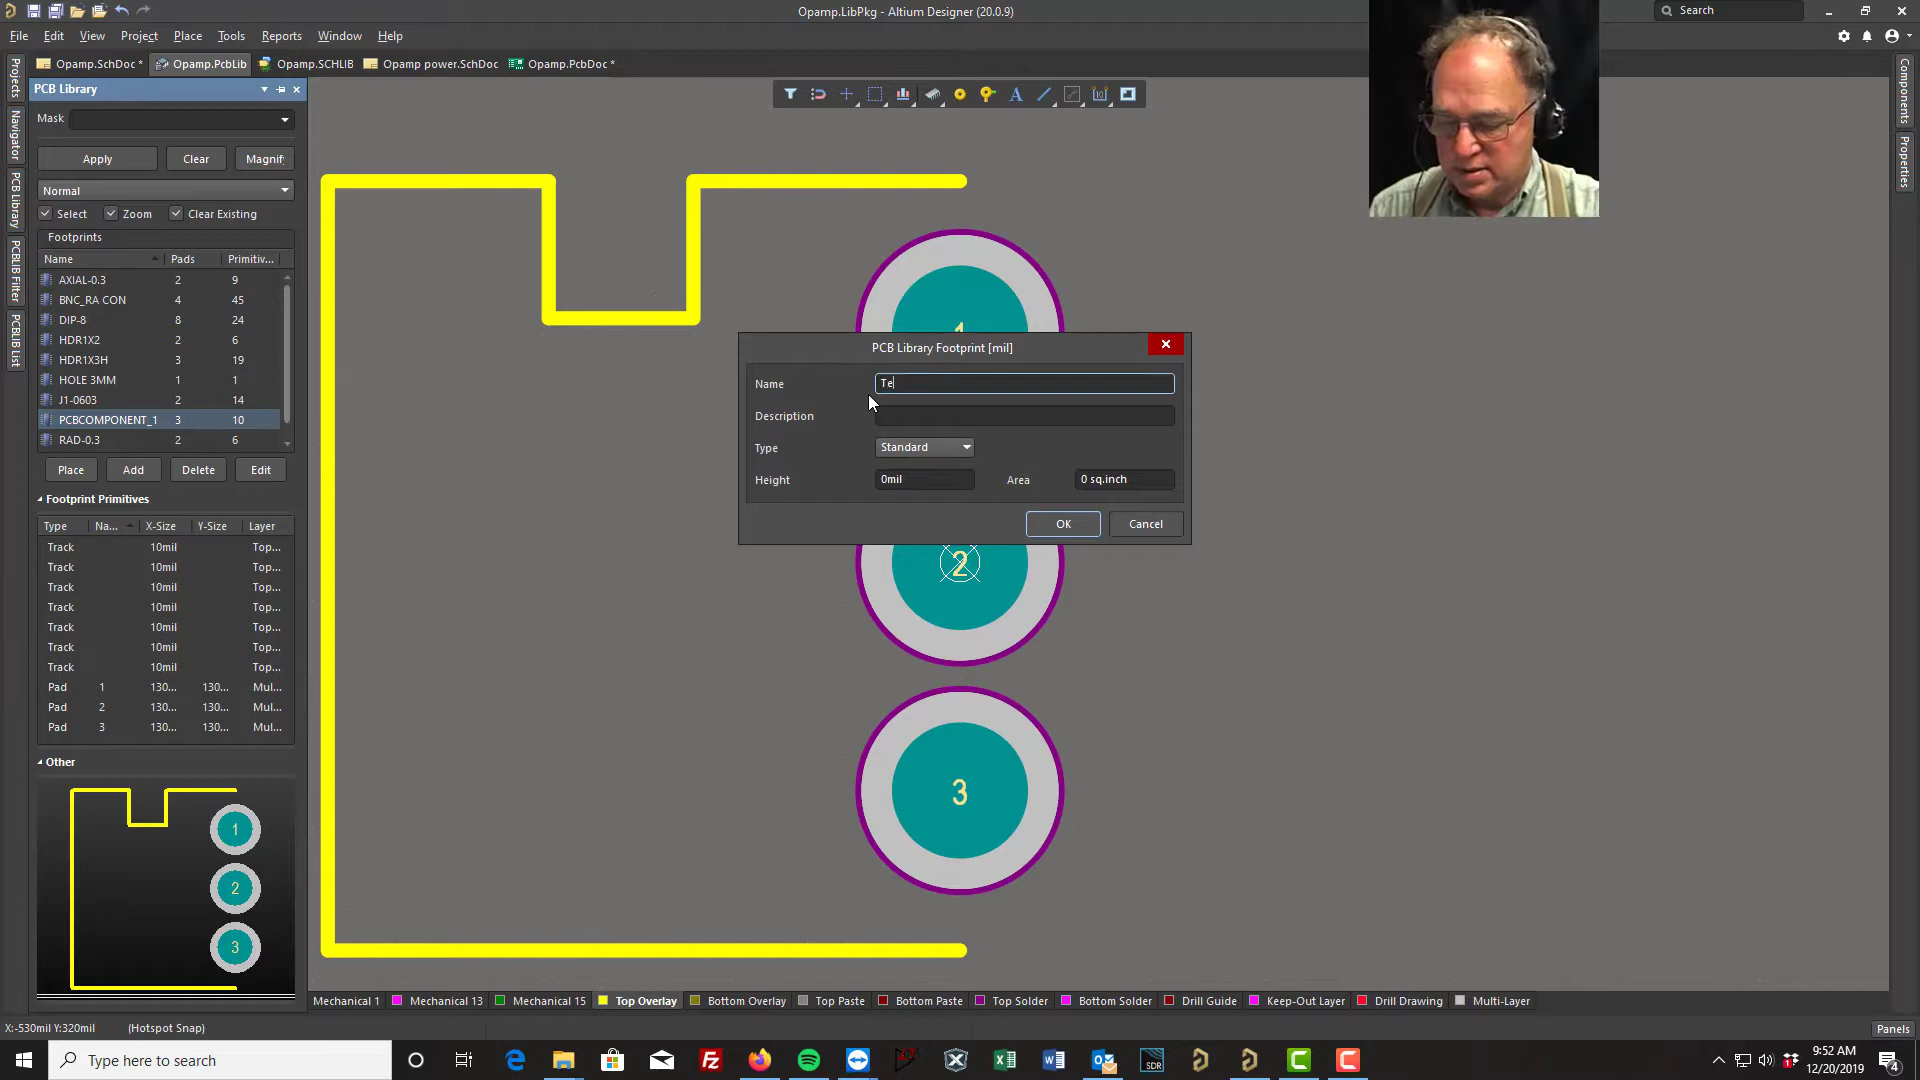 Opamp.LibPkg - Altium Designer (20.0.9)
Search
File Edit View Project Place Tools Reports Window Help
Opamp.SchDoc * Opamp.PcbLib Opamp.SCHLIB Opamp power.SchDoc Opamp.PcbDoc *
Projects
Navigator
PCB Library
PCBLIB Filter
PCBLIB List
PCB Library
Mask
Apply Clear Magnify
Normal
Select Zoom Clear Existing
Footprints
Name Pads Primitiv...
AXIAL-0.3 2 9
BNC_RA CON 4 45
DIP-8 8 24
HDR1X2 2 6
HDR1X3H 3 19
HOLE 3MM 1 1
J1-0603 2 14
PCBCOMPONENT_1 3 10
RAD-0.3 2 6
Place Add Delete Edit
Footprint Primitives
Type Na... X-Size Y-Size Layer
Track 10mil Top...
Track 10mil Top...
Track 10mil Top...
Track 10mil Top...
Track 10mil Top...
Track 10mil Top...
Track 10mil Top...
Pad 1 130... 130... Mul...
Pad 2 130... 130... Mul...
Pad 3 130... 130... Mul...
Other
1
2
3
1
2
3
PCB Library Footprint [mil]
Name Te
Description
Type Standard
Height 0mil Area 0 sq.inch
OK Cancel
Components
Properties
Mechanical 1 Mechanical 13 Mechanical 15 Top Overlay Bottom Overlay Top Paste Bottom Paste Top Solder Bottom Solder Drill Guide Keep-Out Layer Drill Drawing Multi-Layer
X:-530mil Y:320mil (Hotspot Snap)
Panels
Type here to search
SDR
9:52 AM
12/20/2019
4